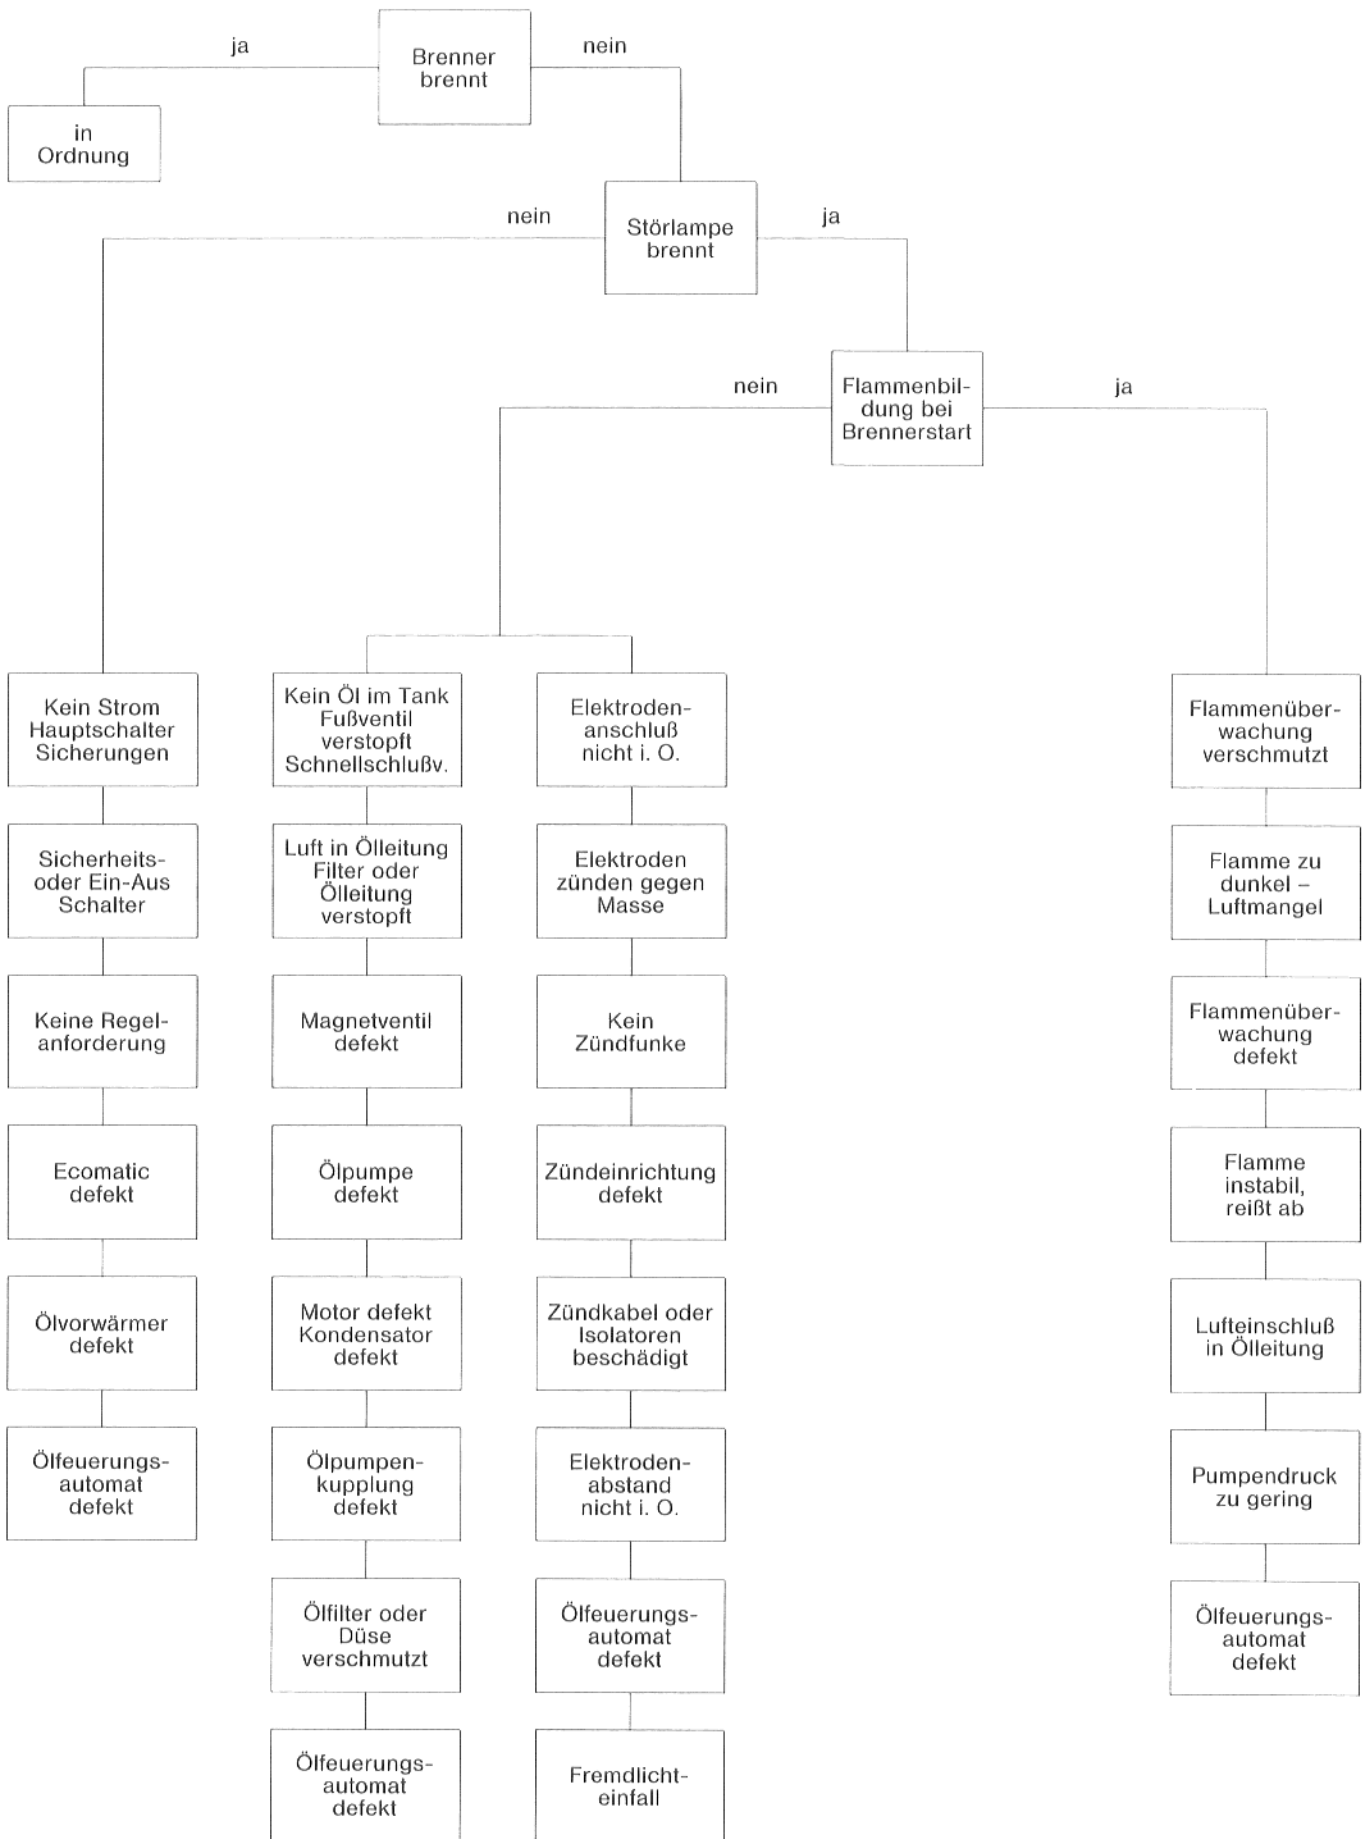 ja
Brenner
brennt
nein
in
Ordnung
nein
Störlampe
brennt
ja
nein
Flammenbil-
dung bei
Brennerstart
ja
Kein Strom
Hauptschalter
Sicherungen
Sicherheits-
oder Ein-Aus
Schalter
Keine Regel-
anforderung
Ecomatic
defekt
Ölvorwärmer
defekt
Ölfeuerungs-
automat
defekt
Kein Öl im Tank
Fußventil
verstopft
Schnellschlußv.
Luft in Ölleitung
Filter oder
Ölleitung
verstopft
Magnetventil
defekt
Ölpumpe
defekt
Motor defekt
Kondensator
defekt
Ölpumpen-
kupplung
defekt
Ölfilter oder
Düse
verschmutzt
Ölfeuerungs-
automat
defekt
Elektroden-
anschluß
nicht i. O.
Elektroden
zünden gegen
Masse
Kein
Zündfunke
Zündeinrichtung
defekt
Zündkabel oder
Isolatoren
beschädigt
Elektroden-
abstand
nicht i. O.
Ölfeuerungs-
automat
defekt
Fremdlicht-
einfall
Flammenüber-
wachung
verschmutzt
Flamme zu
dunkel –
Luftmangel
Flammenüber-
wachung
defekt
Flamme
instabil,
reißt ab
Lufteinschluß
in Ölleitung
Pumpendruck
zu gering
Ölfeuerungs-
automat
defekt